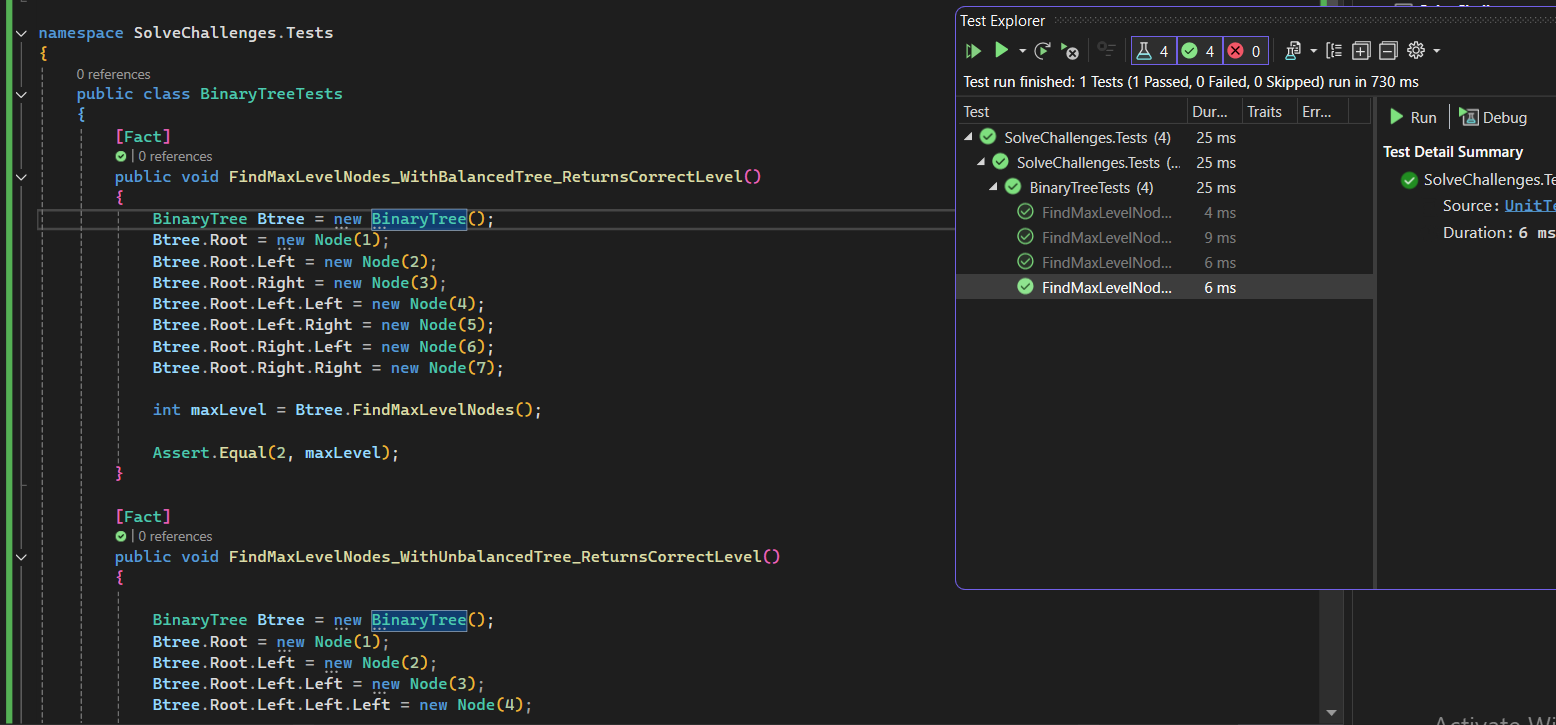 namespace SolveChallenges.Tests
{
0 references
public class BinaryTreeTests
{
[Fact]
| 0 references
public void FindMaxLevelNodes_WithBalancedTree_ReturnsCorrectLevel()
{
BinaryTree Btree = new BinaryTree();
Btree.Root = new Node(1);
Btree.Root.Left = new Node(2);
Btree.Root.Right = new Node(3);
Btree.Root.Left.Left = new Node(4);
Btree.Root.Left.Right = new Node(5);
Btree.Root.Right.Left = new Node(6);
Btree.Root.Right.Right = new Node(7);
int maxLevel = Btree.FindMaxLevelNodes();
Assert.Equal(2, maxLevel);
}
[Fact]
| 0 references
public void FindMaxLevelNodes_WithUnbalancedTree_ReturnsCorrectLevel()
{
BinaryTree Btree = new BinaryTree();
Btree.Root = new Node(1);
Btree.Root.Left = new Node(2);
Btree.Root.Left.Left = new Node(3);
Btree.Root.Left.Left.Left = new Node(4);
Test Explorer
4 4 0
Test run finished: 1 Tests (1 Passed, 0 Failed, 0 Skipped) run in 730 ms
Test Dur... Traits Err...
SolveChallenges.Tests (4) 25 ms
SolveChallenges.Tests (... 25 ms
BinaryTreeTests (4) 25 ms
FindMaxLevelNod... 4 ms
FindMaxLevelNod... 9 ms
FindMaxLevelNod... 6 ms
FindMaxLevelNod... 6 ms
Run Debug
Test Detail Summary
SolveChallenges.Te
Source: UnitTe
Duration: 6 ms